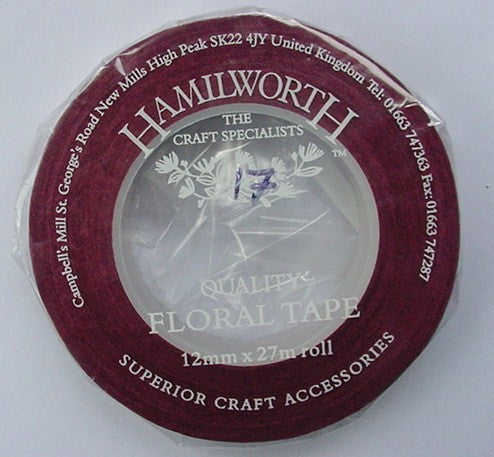 Campbell's Mill St. George's Road New Mills High Peak SK22 4JY United Kingdom Tel: 01663 747363 Fax: 01663 747287
HAMILWORTH
™
THE
CRAFT SPECIALISTS
17
QUALITY
FLORAL TAPE
12mm x 27m roll
SUPERIOR CRAFT ACCESSORIES